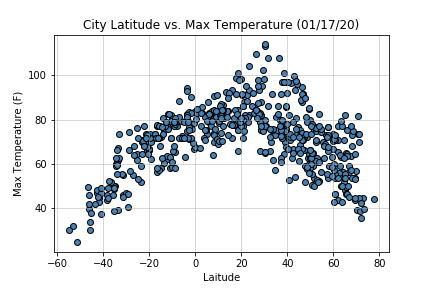 City Latitude vs. Max Temperature (01/17/20)
Max Temperature (F)
100
80
60
40
−60 −40 −20 0 20 40 60 80
Laitude